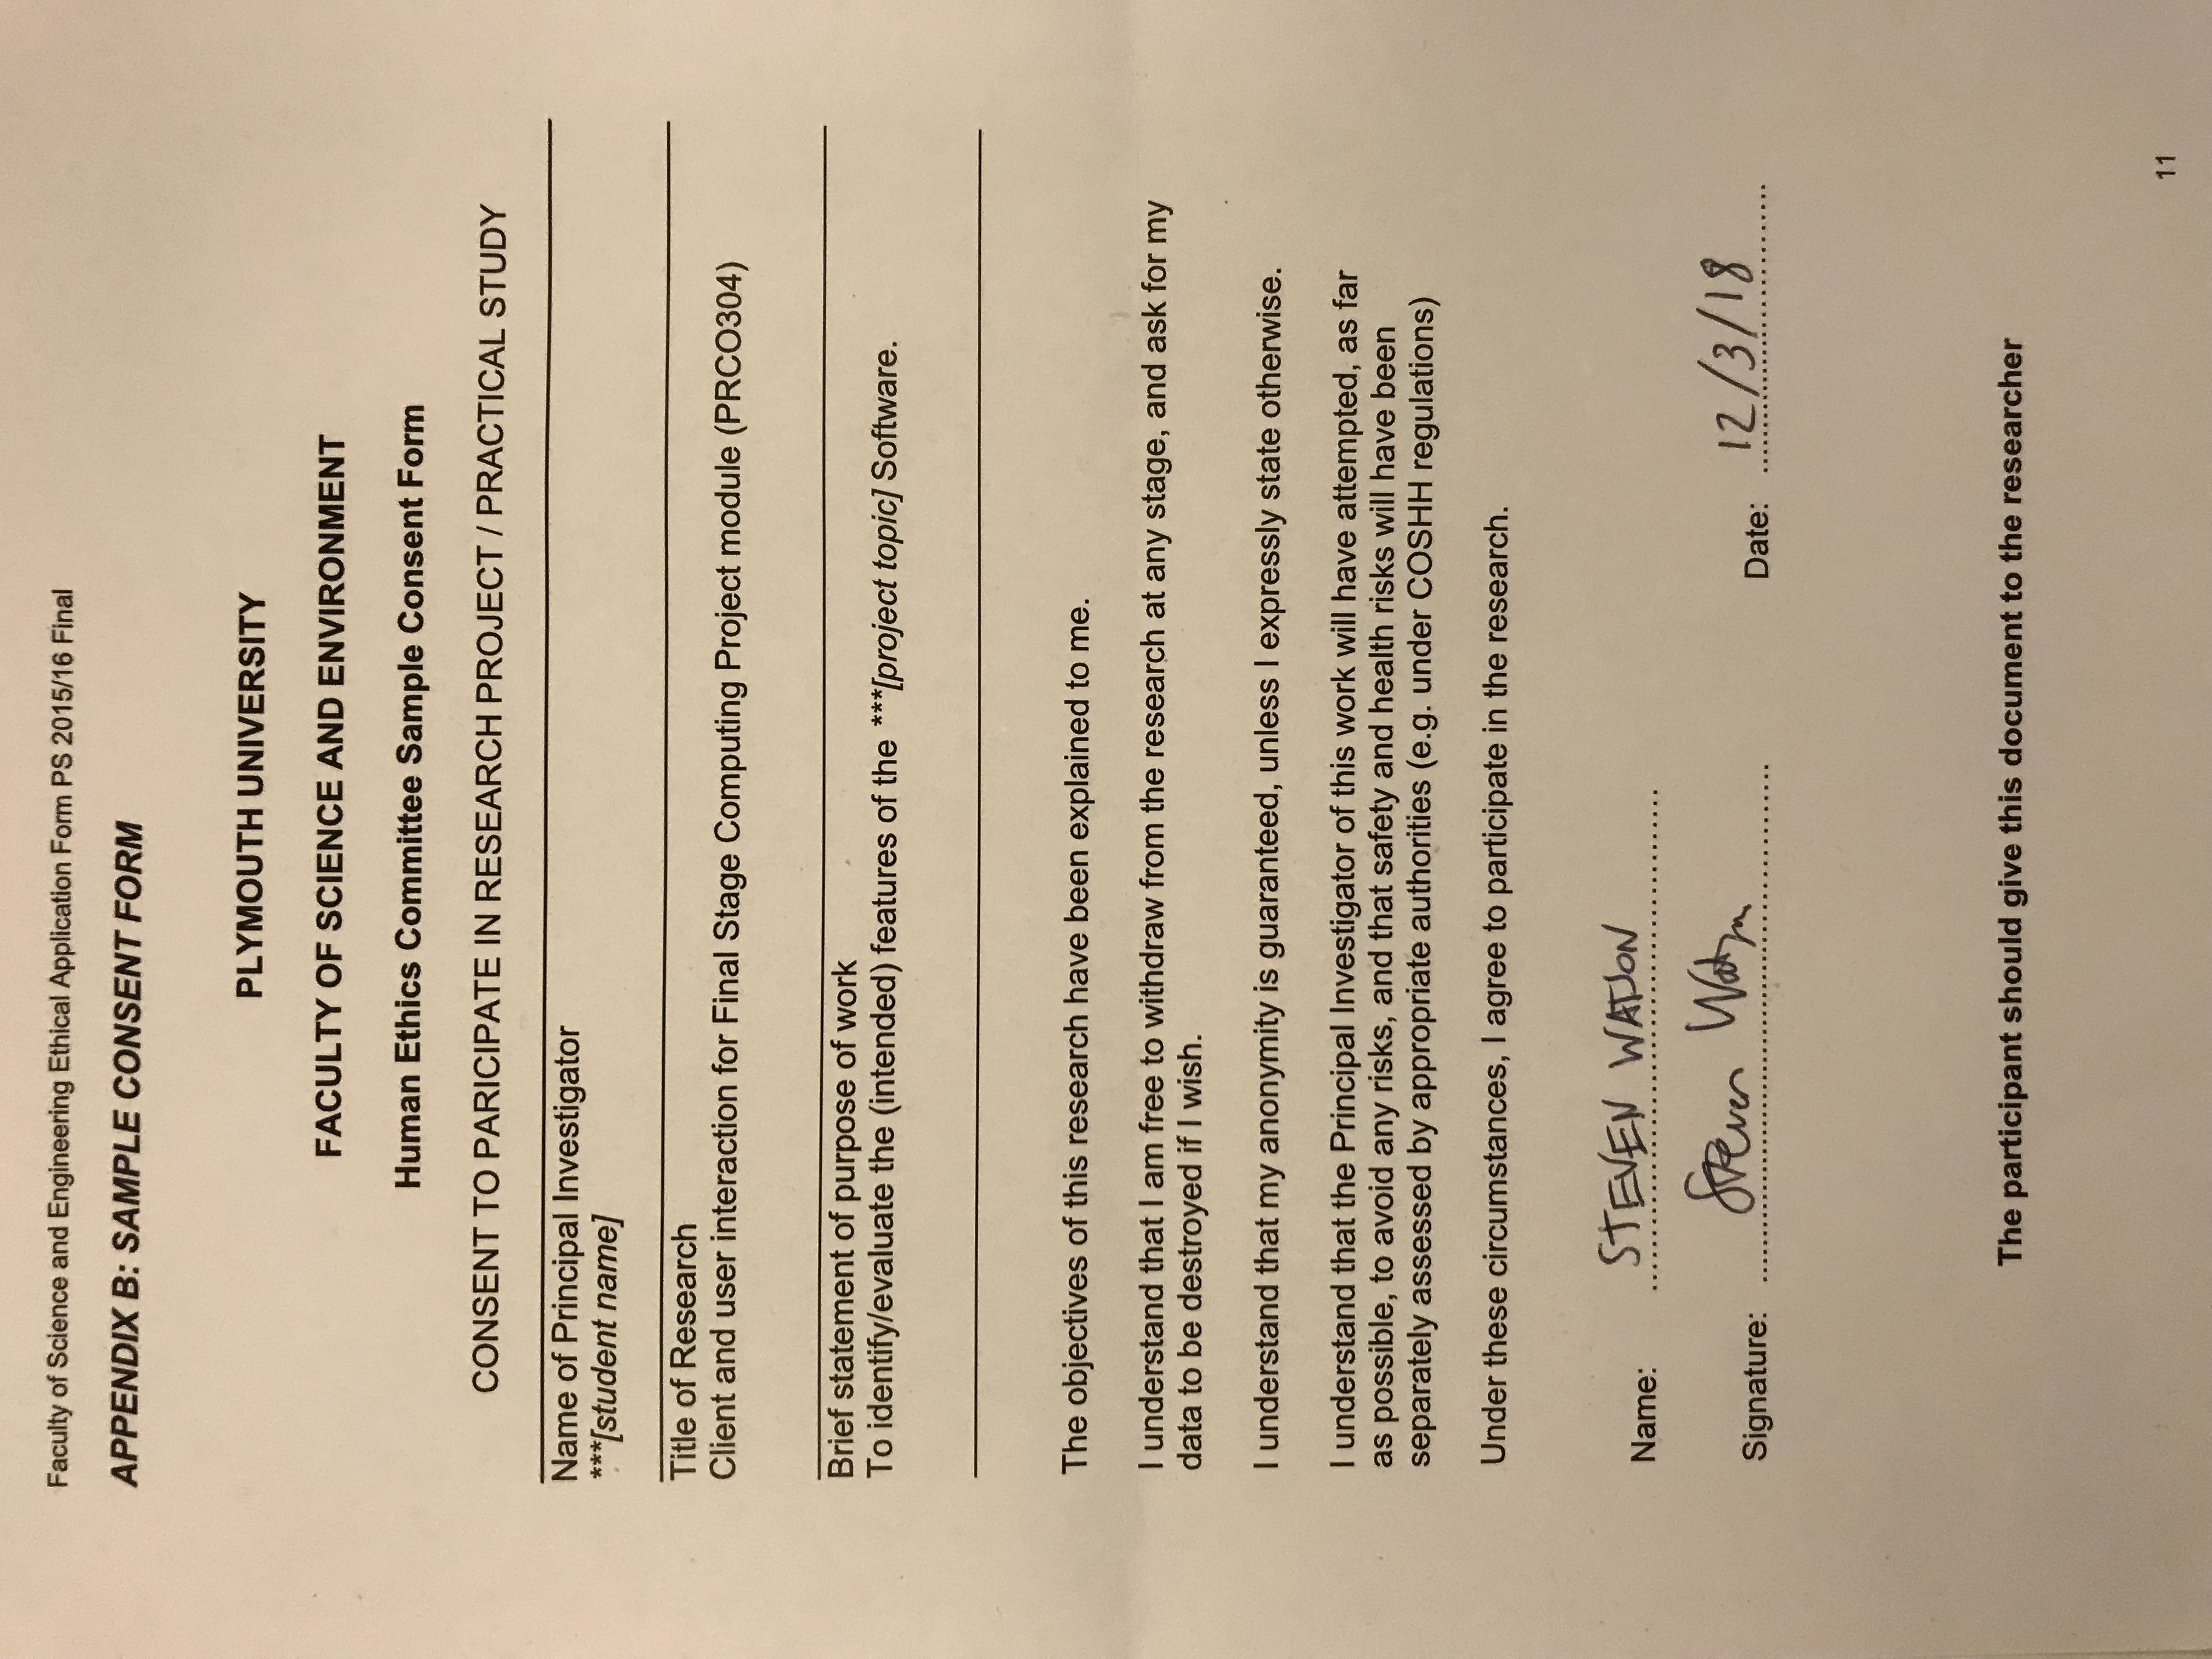 Faculty of Science and Engineering Ethical Application Form PS 2015/16 Final
APPENDIX B: SAMPLE CONSENT FORM
PLYMOUTH UNIVERSITY
FACULTY OF SCIENCE AND ENVIRONMENT
Human Ethics Committee Sample Consent Form
CONSENT TO PARICIPATE IN RESEARCH PROJECT / PRACTICAL STUDY
Name of Principal Investigator
***[student name]
Title of Research
Client and user interaction for Final Stage Computing Project module (PRCO304)
Brief statement of purpose of work
To identify/evaluate the (intended) features of the ***[project topic] Software.
The objectives of this research have been explained to me.
I understand that I am free to withdraw from the research at any stage, and ask for my
data to be destroyed if I wish.
I understand that my anonymity is guaranteed, unless I expressly state otherwise.
I understand that the Principal Investigator of this work will have attempted, as far
as possible, to avoid any risks, and that safety and health risks will have been
separately assessed by appropriate authorities (e.g. under COSHH regulations)
Under these circumstances, I agree to participate in the research.
Name: STEVEN WATSON
Signature: Steven Watson Date: 12/3/18
The participant should give this document to the researcher
11